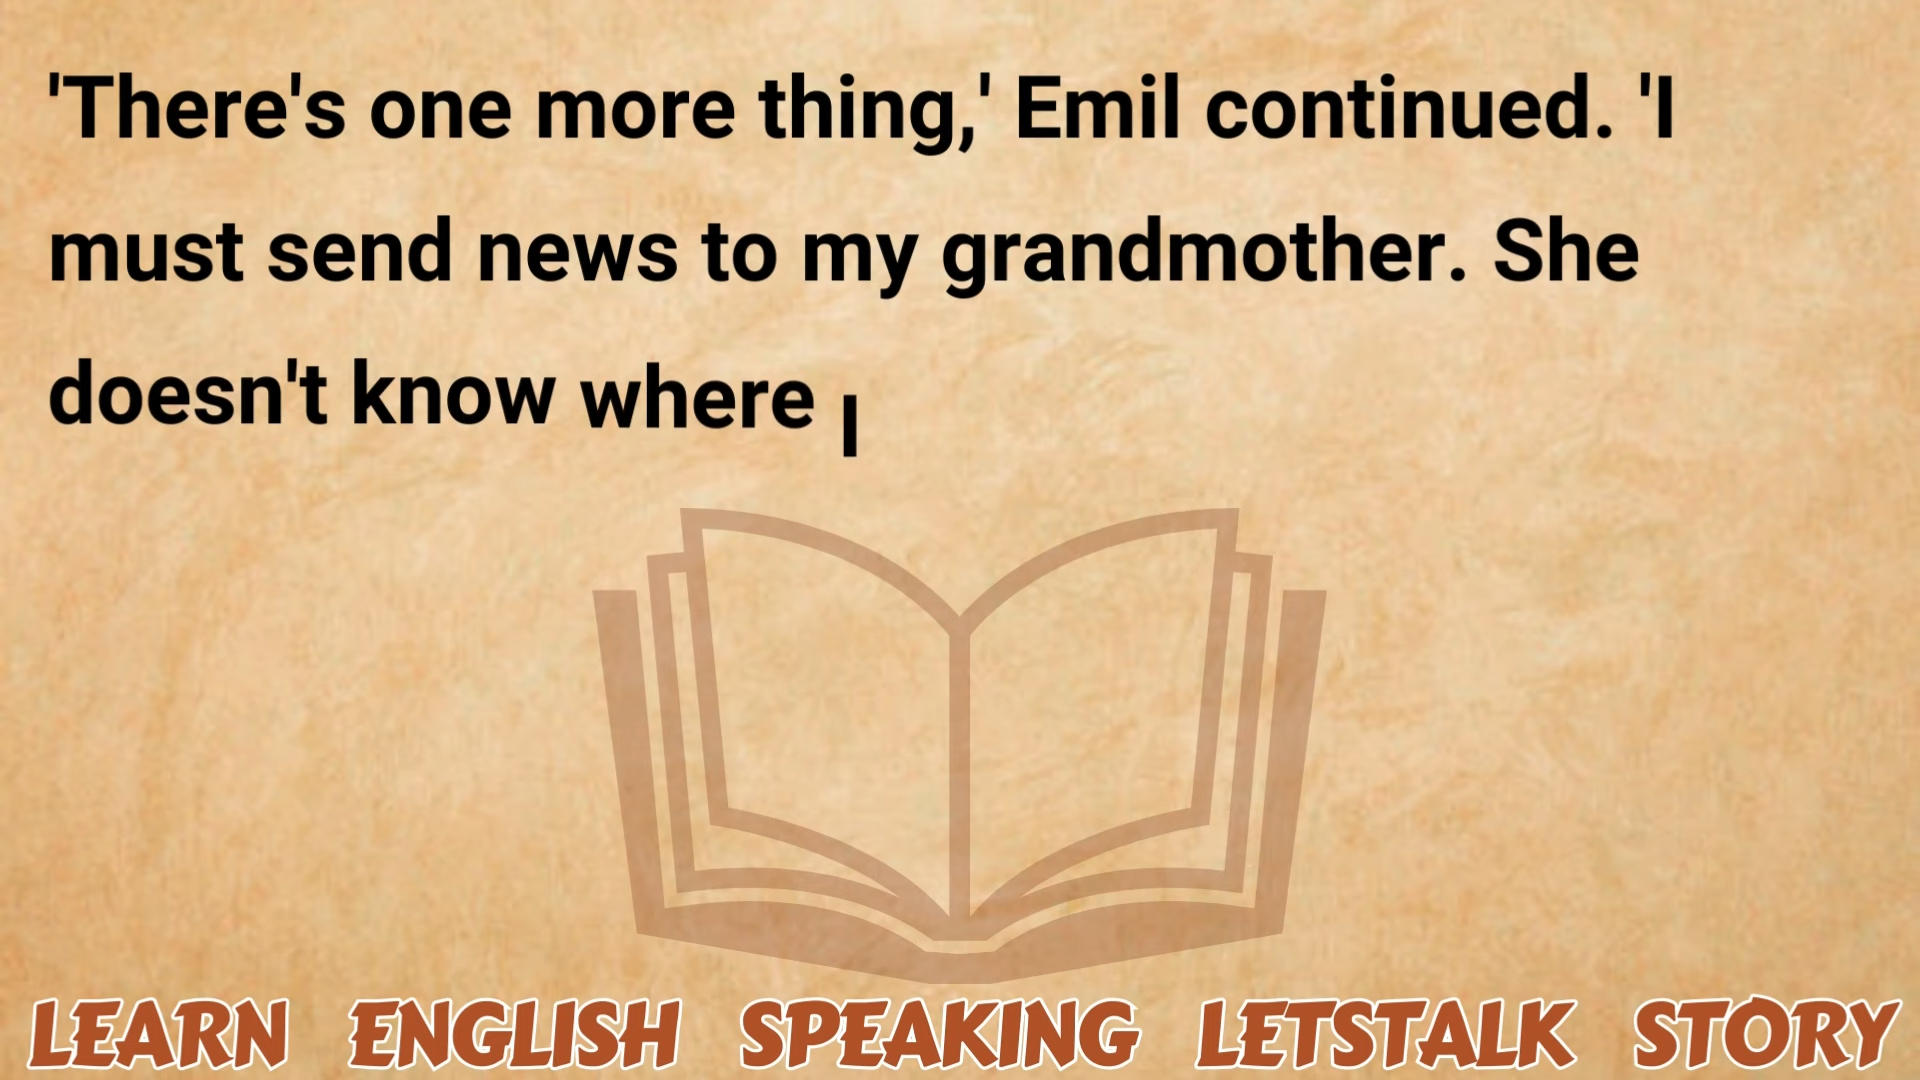 'There's one more thing,' Emil continued. 'I
must send news to my grandmother. She
doesn't know where I
LEARN ENGLISH SPEAKING LETSTALK STORY